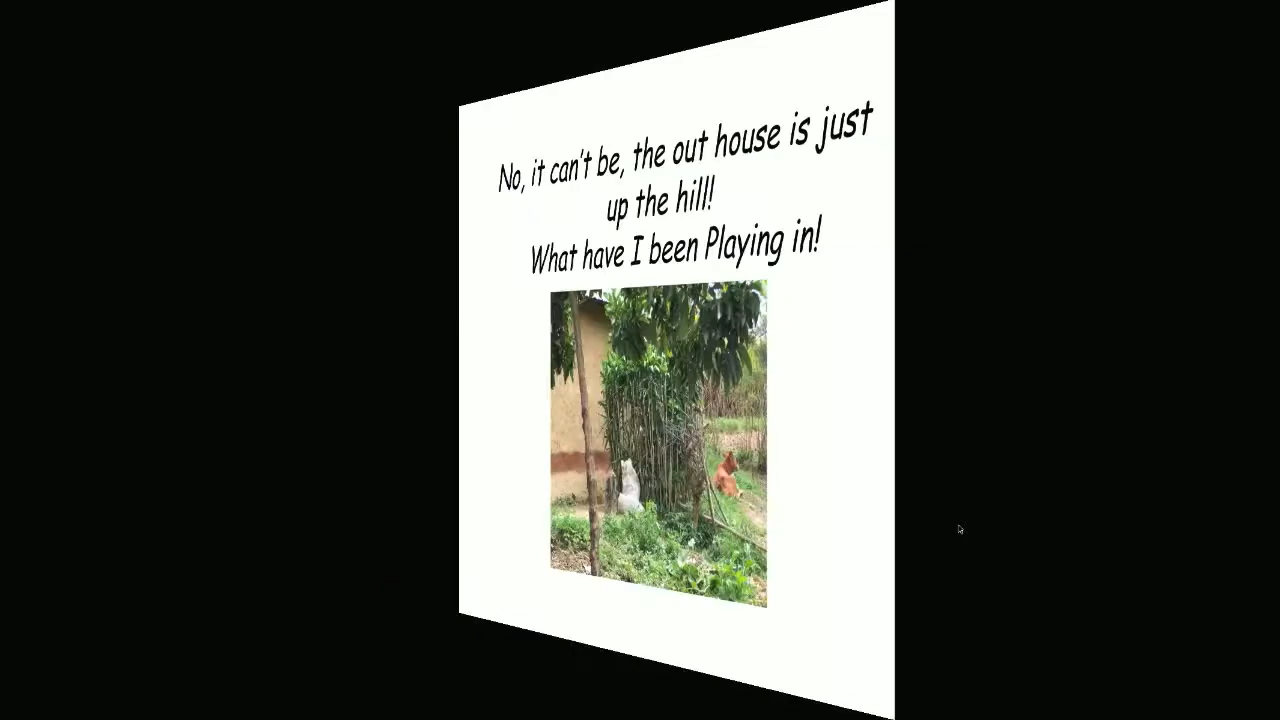 No, it can't be, the out house is just
up the hill!
What have I been Playing in!